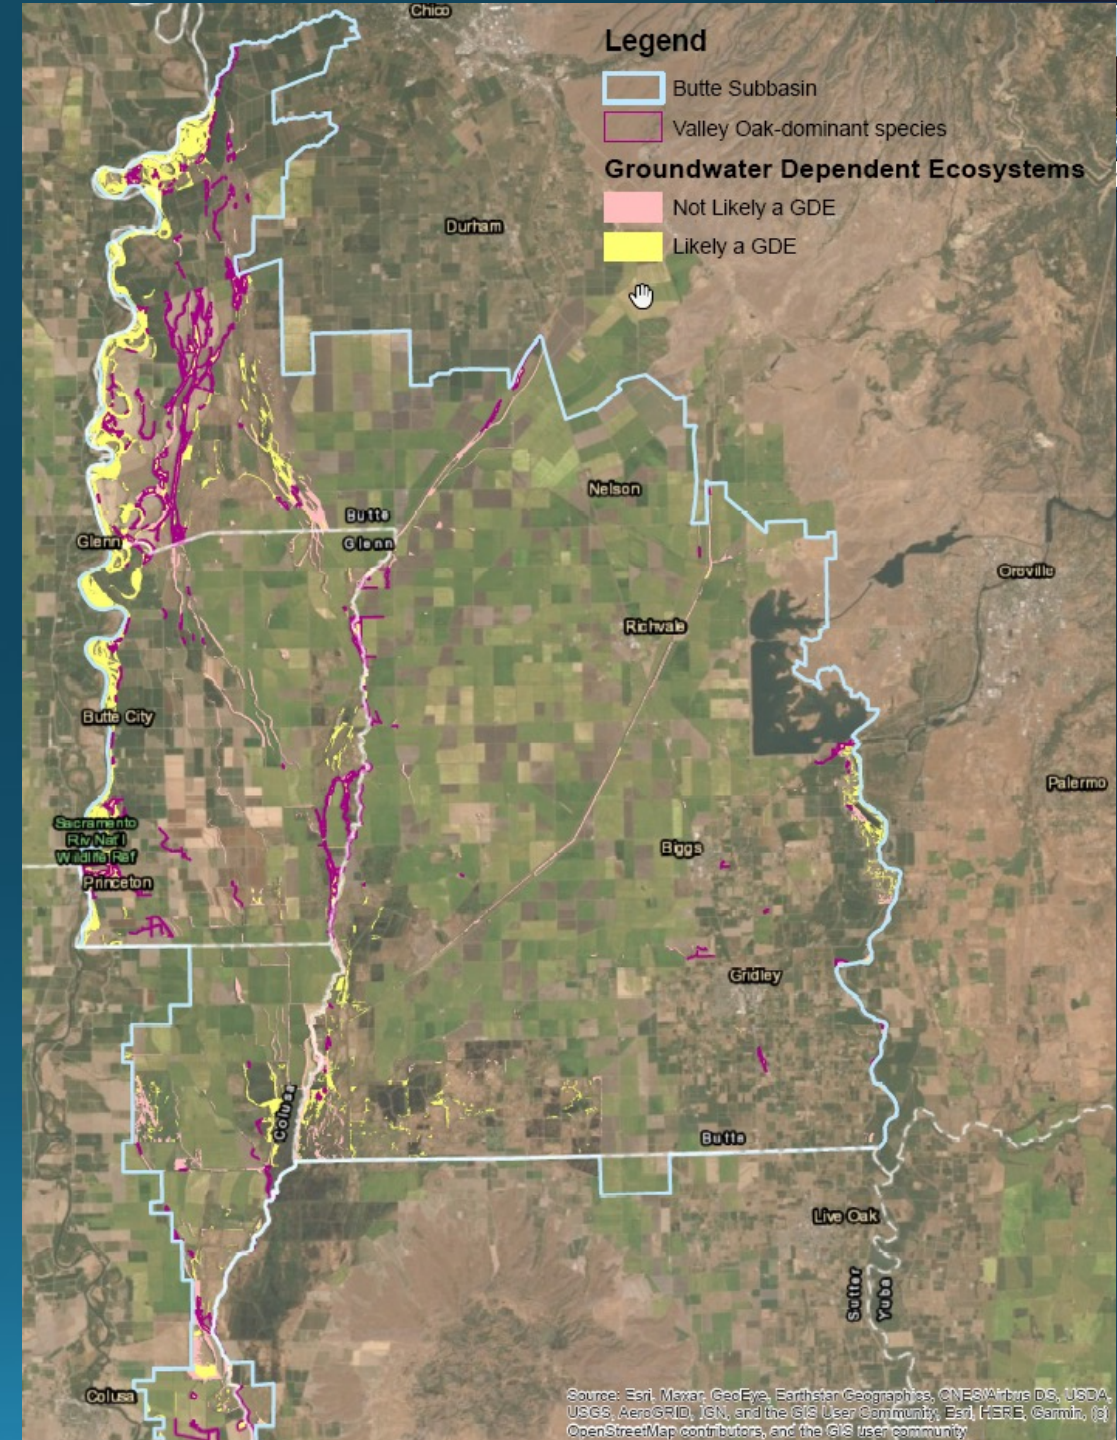 Chico
Legend
Butte Subbasin
Valley Oak-dominant species
Groundwater Dependent Ecosystems
Not Likely a GDE
Likely a GDE
Durham
Nelson
Butte
Glenn
Glenn
Oroville
Richvale
Butte City
Palermo
Sacramento
Riv Nat'l
Wildlife Ref
Biggs
Princeton
Gridley
Colusa
Butte
Live Oak
Sutter
Yuba
Colusa
Source: Esri, Maxar, GeoEye, Earthstar Geographics, CNES/Airbus DS, USDA,
USGS, AeroGRID, IGN, and the GIS User Community, Esri, HERE, Garmin, (c)
OpenStreetMap contributors, and the GIS user community